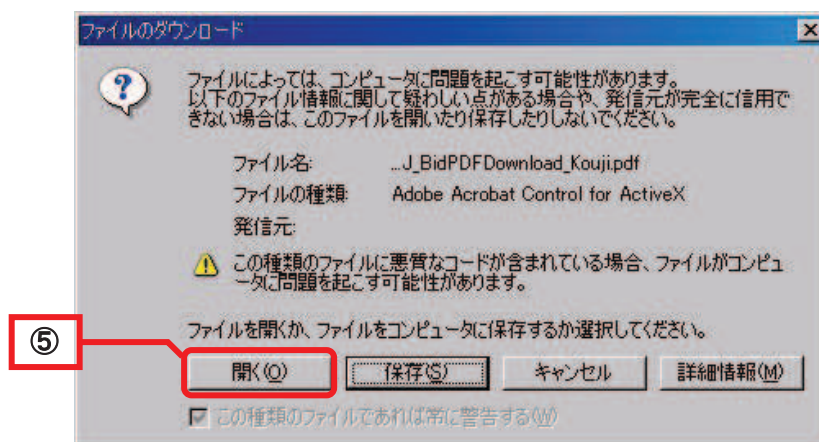 ファイルのダウンロード
ファイルによっては、コンピュータに問題を起こす可能性があります。
以下のファイル情報に関して疑わしい点がある場合や、発信元が完全に信用で
きない場合は、このファイルを開いたり保存したりしないでください。
ファイル名: ...J_BidPDFDownload_Kouji.pdf
ファイルの種類: Adobe Acrobat Control for ActiveX
発信元:
この種類のファイルに悪質なコードが含まれている場合、ファイルがコンピュ
ータに問題を起こす可能性があります。
ファイルを開くか、ファイルをコンピュータに保存するか選択してください。
⑤
開く(O) 保存(S) キャンセル 詳細情報(M)
この種類のファイルであれば常に警告する(W)